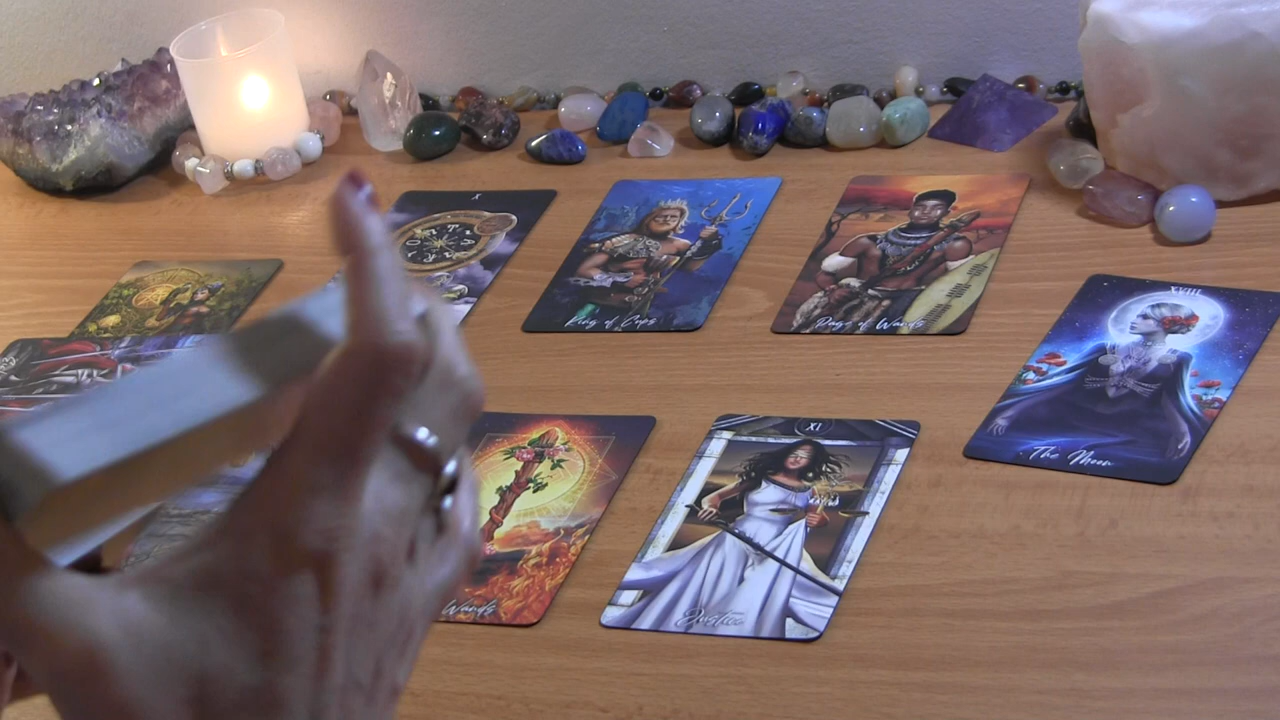 X
King of Cups
Page of Wands
XVIII
The Moon
Wands
XI
Justice